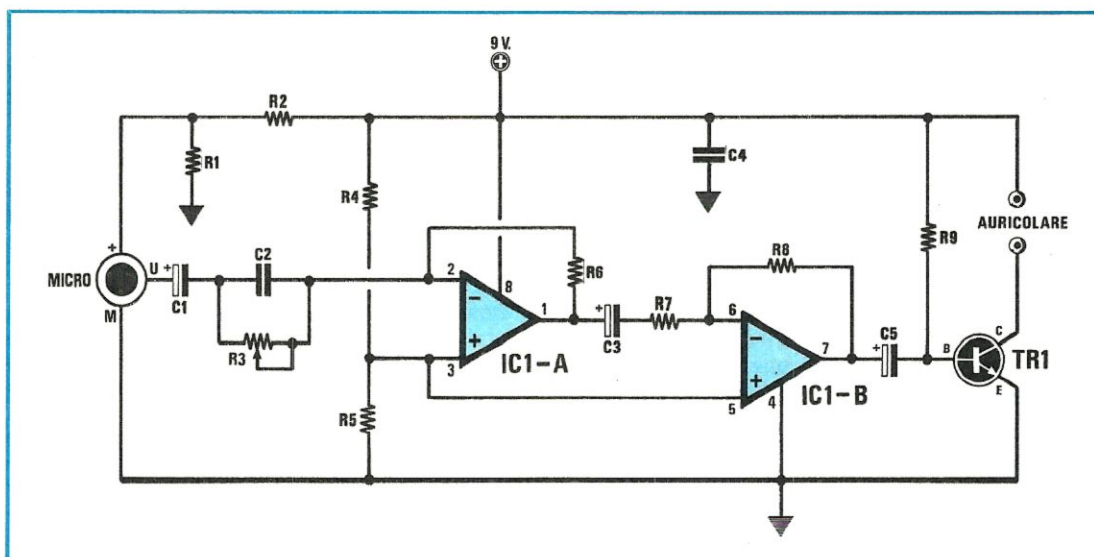 9 V.
R2
R1
R4
C4
R9
AURICOLARE
MICRO
+
U
M
+
C1
C2
R3
2
3
8
1
−
+
IC1-A
R6
+
C3
R7
R8
6
5
7
4
−
+
IC1-B
+
C5
B
C
E
TR1
R5